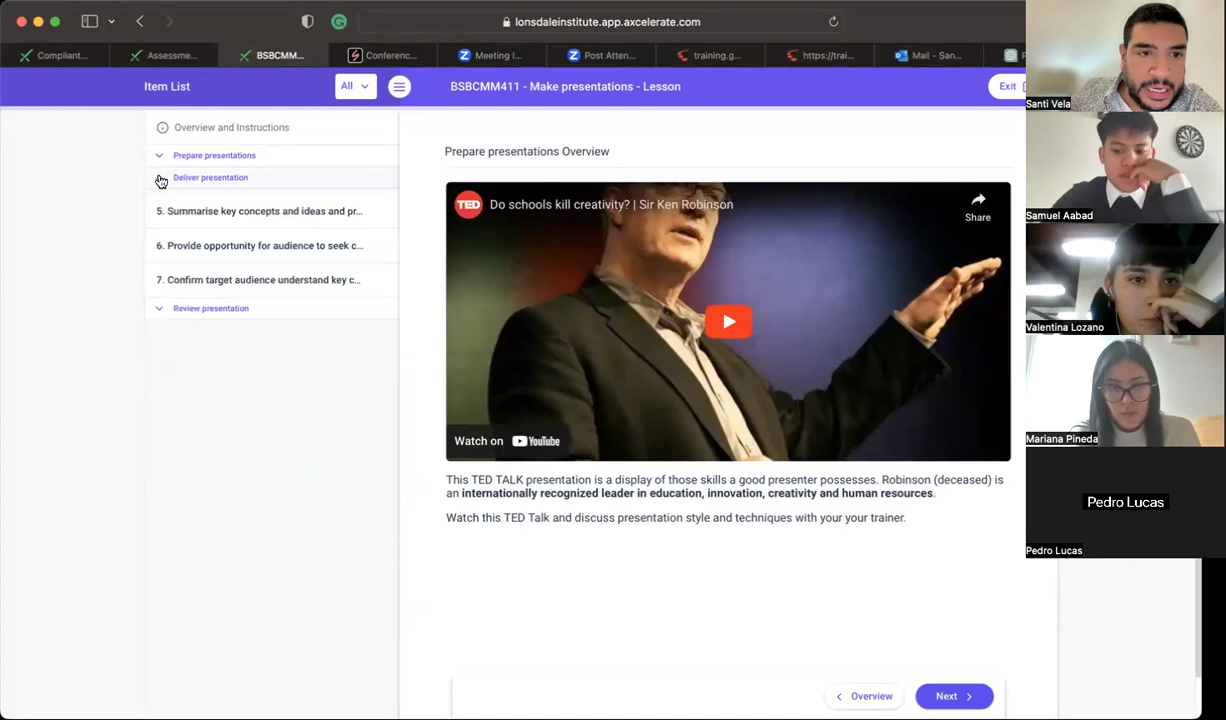 lonsdaleinstitute.app.axcelerate.com
Compliant...
Assessme...
BSBCMM...
Conferenc...
Meeting I...
Post Atten...
training.g...
https://trai...
Mail – San...
Item List
All
BSBCMM411 - Make presentations - Lesson
Exit
Overview and Instructions
Prepare presentations
Deliver presentation
5. Summarise key concepts and ideas and pr...
6. Provide opportunity for audience to seek c...
7. Confirm target audience understand key c...
Review presentation
Prepare presentations Overview
TED
Do schools kill creativity? | Sir Ken Robinson
Share
Watch on
YouTube
This TED TALK presentation is a display of those skills a good presenter possesses. Robinson (deceased) is
an internationally recognized leader in education, innovation, creativity and human resources.
Watch this TED Talk and discuss presentation style and techniques with your your trainer.
Overview
Next
Santi Vela
Samuel Aabad
Valentina Lozano
Mariana Pineda
Pedro Lucas
Pedro Lucas